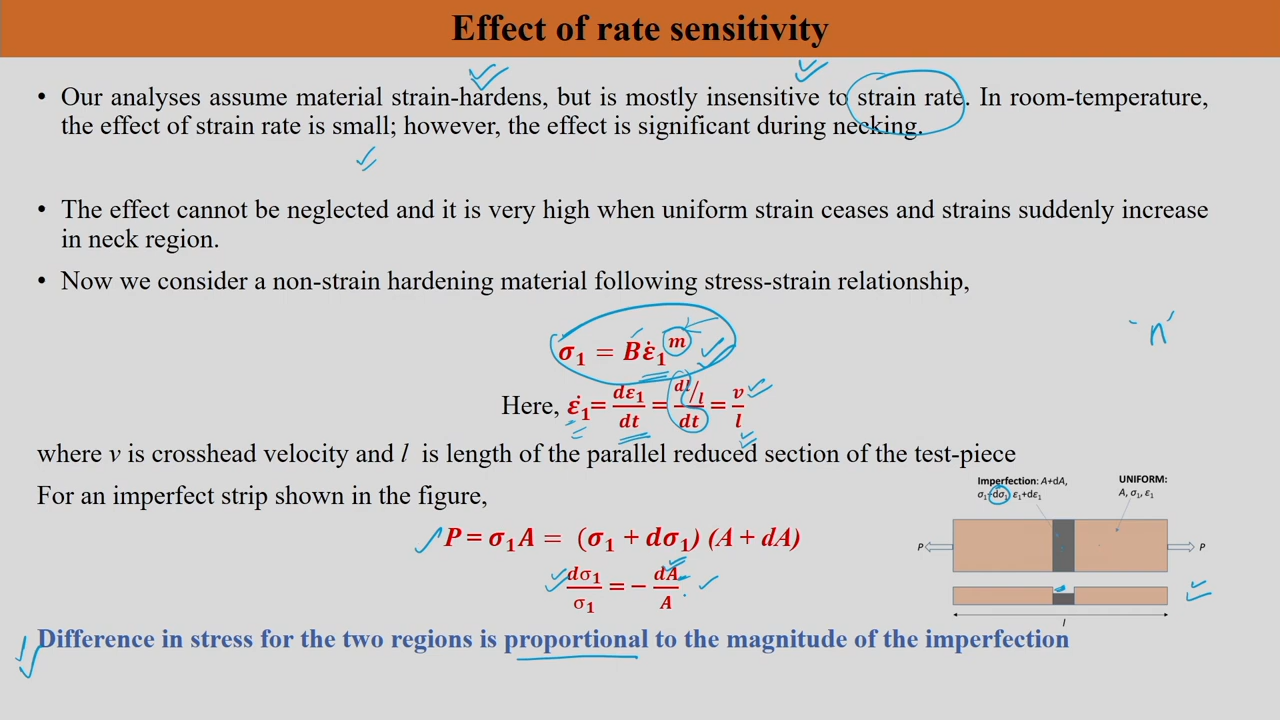 Effect of rate sensitivity
• Our analyses assume material strain-hardens, but is mostly insensitive to strain rate. In room-temperature,
the effect of strain rate is small; however, the effect is significant during necking.
• The effect cannot be neglected and it is very high when uniform strain ceases and strains suddenly increase
in neck region.
• Now we consider a non-strain hardening material following stress-strain relationship,
'n'
σ₁ = Bε̇₁ᵐ
Here, ε̇₁= dε₁/dt = (dl/l)/dt = v/l
where v is crosshead velocity and l is length of the parallel reduced section of the test-piece
For an imperfect strip shown in the figure,
Imperfection: A+dA,
σ₁+dσ₁, ε₁+dε₁
UNIFORM:
A, σ₁, ε₁
P
P
l
P = σ₁A = (σ₁ + dσ₁) (A + dA)
dσ₁/σ₁ = − dA/A
Difference in stress for the two regions is proportional to the magnitude of the imperfection